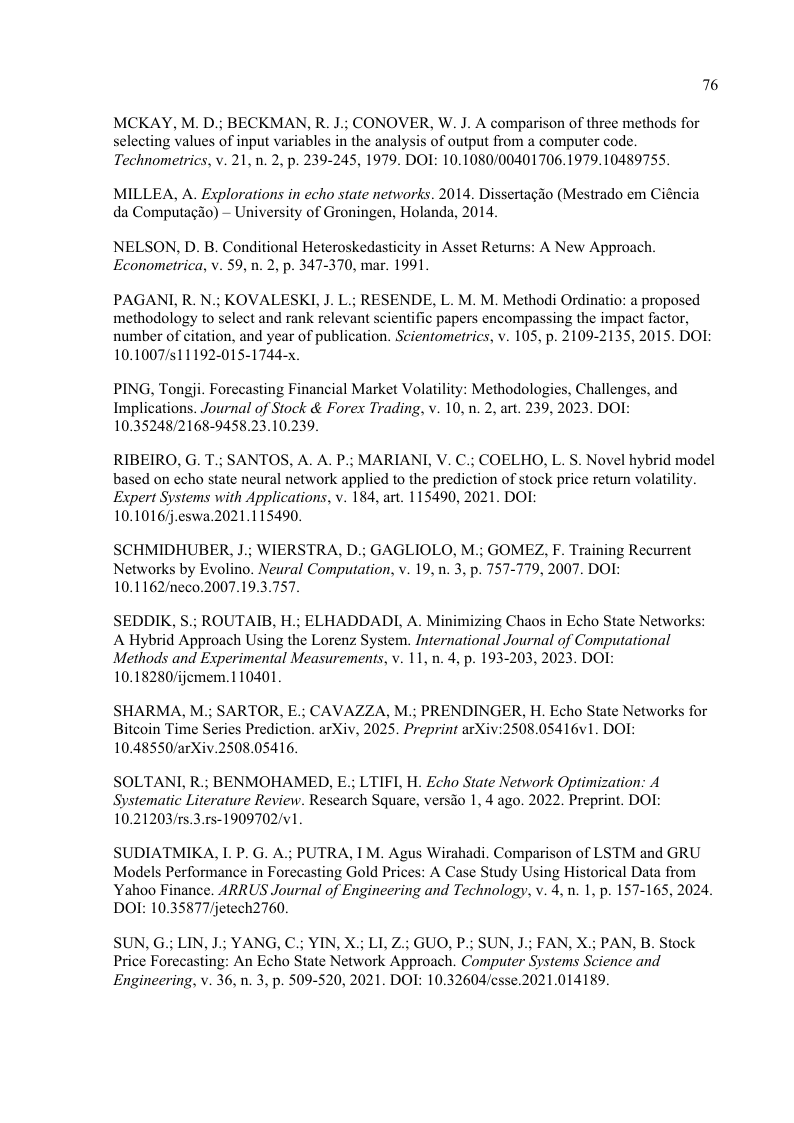 76
MCKAY, M. D.; BECKMAN, R. J.; CONOVER, W. J. A comparison of three methods for
selecting values of input variables in the analysis of output from a computer code.
Technometrics, v. 21, n. 2, p. 239-245, 1979. DOI: 10.1080/00401706.1979.10489755.
MILLEA, A. Explorations in echo state networks. 2014. Dissertação (Mestrado em Ciência
da Computação) – University of Groningen, Holanda, 2014.
NELSON, D. B. Conditional Heteroskedasticity in Asset Returns: A New Approach.
Econometrica, v. 59, n. 2, p. 347-370, mar. 1991.
PAGANI, R. N.; KOVALESKI, J. L.; RESENDE, L. M. M. Methodi Ordinatio: a proposed
methodology to select and rank relevant scientific papers encompassing the impact factor,
number of citation, and year of publication. Scientometrics, v. 105, p. 2109-2135, 2015. DOI:
10.1007/s11192-015-1744-x.
PING, Tongji. Forecasting Financial Market Volatility: Methodologies, Challenges, and
Implications. Journal of Stock & Forex Trading, v. 10, n. 2, art. 239, 2023. DOI:
10.35248/2168-9458.23.10.239.
RIBEIRO, G. T.; SANTOS, A. A. P.; MARIANI, V. C.; COELHO, L. S. Novel hybrid model
based on echo state neural network applied to the prediction of stock price return volatility.
Expert Systems with Applications, v. 184, art. 115490, 2021. DOI:
10.1016/j.eswa.2021.115490.
SCHMIDHUBER, J.; WIERSTRA, D.; GAGLIOLO, M.; GOMEZ, F. Training Recurrent
Networks by Evolino. Neural Computation, v. 19, n. 3, p. 757-779, 2007. DOI:
10.1162/neco.2007.19.3.757.
SEDDIK, S.; ROUTAIB, H.; ELHADDADI, A. Minimizing Chaos in Echo State Networks:
A Hybrid Approach Using the Lorenz System. International Journal of Computational
Methods and Experimental Measurements, v. 11, n. 4, p. 193-203, 2023. DOI:
10.18280/ijcmem.110401.
SHARMA, M.; SARTOR, E.; CAVAZZA, M.; PRENDINGER, H. Echo State Networks for
Bitcoin Time Series Prediction. arXiv, 2025. Preprint arXiv:2508.05416v1. DOI:
10.48550/arXiv.2508.05416.
SOLTANI, R.; BENMOHAMED, E.; LTIFI, H. Echo State Network Optimization: A
Systematic Literature Review. Research Square, versão 1, 4 ago. 2022. Preprint. DOI:
10.21203/rs.3.rs-1909702/v1.
SUDIATMIKA, I. P. G. A.; PUTRA, I M. Agus Wirahadi. Comparison of LSTM and GRU
Models Performance in Forecasting Gold Prices: A Case Study Using Historical Data from
Yahoo Finance. ARRUS Journal of Engineering and Technology, v. 4, n. 1, p. 157-165, 2024.
DOI: 10.35877/jetech2760.
SUN, G.; LIN, J.; YANG, C.; YIN, X.; LI, Z.; GUO, P.; SUN, J.; FAN, X.; PAN, B. Stock
Price Forecasting: An Echo State Network Approach. Computer Systems Science and
Engineering, v. 36, n. 3, p. 509-520, 2021. DOI: 10.32604/csse.2021.014189.